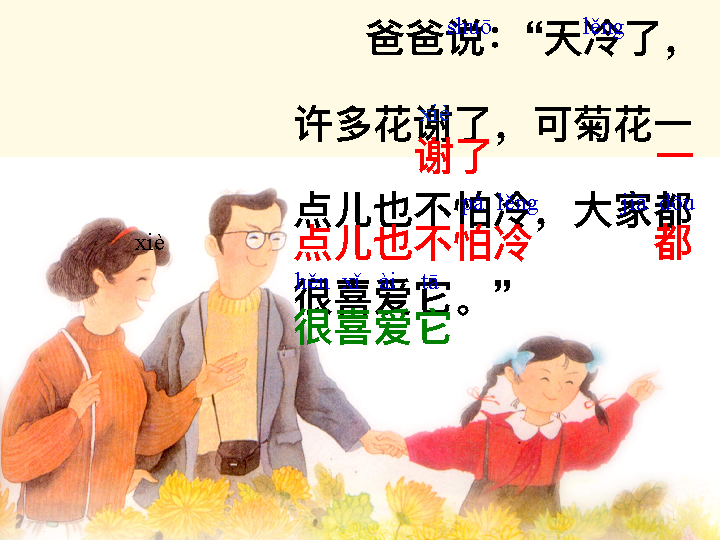 shuō lěng
爸爸说：“天冷了，
xiè
许多花谢了，可菊花一
谢了 一
pà lěng jiā dōu
点儿也不怕冷，大家都
点儿也不怕冷 都
xiè
hěn xǐ ài tā
很喜爱它。”
很喜爱它